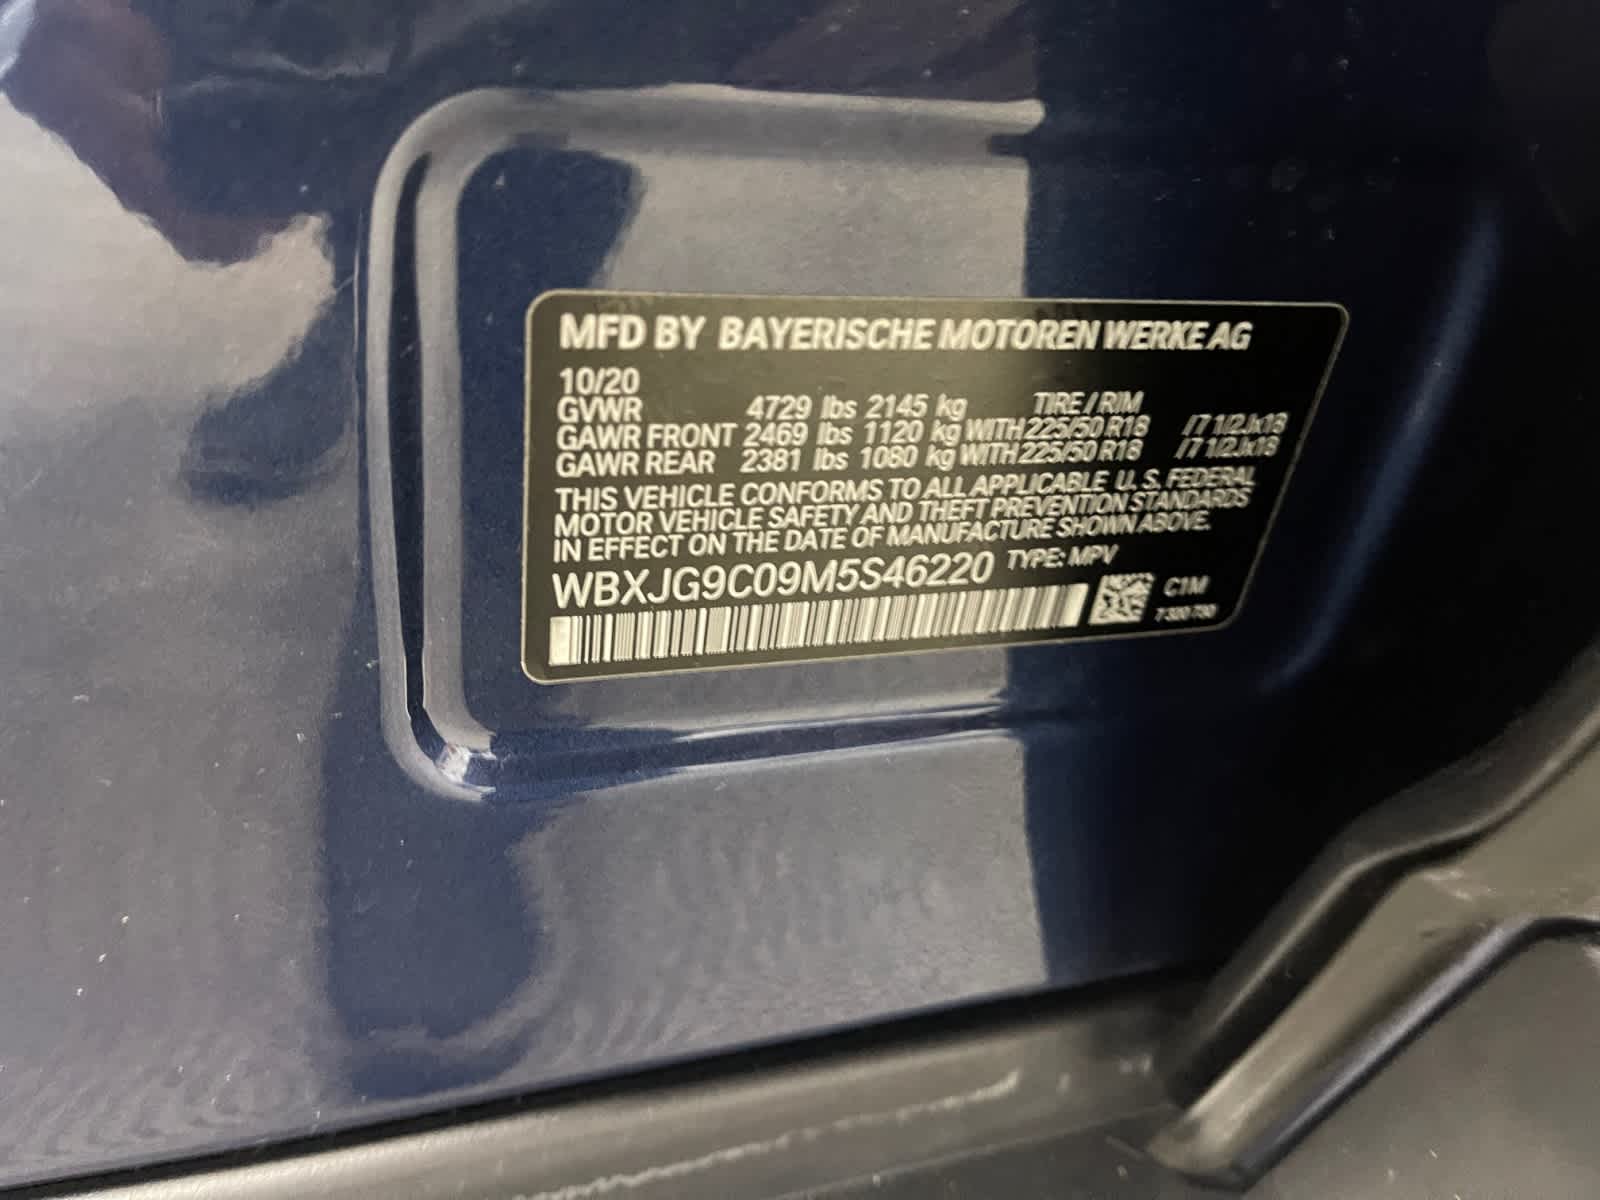 MFD BY BAYERISCHE MOTOREN WERKE AG
10/20
GVWR 4729 lbs 2145 kg TIRE / RIM
GAWR FRONT 2469 lbs 1120 kg WITH 225/50 R18 /7 1/2Jx18
GAWR REAR 2381 lbs 1080 kg WITH 225/50 R18 /7 1/2Jx18
THIS VEHICLE CONFORMS TO ALL APPLICABLE U. S. FEDERAL
MOTOR VEHICLE SAFETY AND THEFT PREVENTION STANDARDS
IN EFFECT ON THE DATE OF MANUFACTURE SHOWN ABOVE.
WBXJG9C09M5S46220 TYPE: MPV
C1M